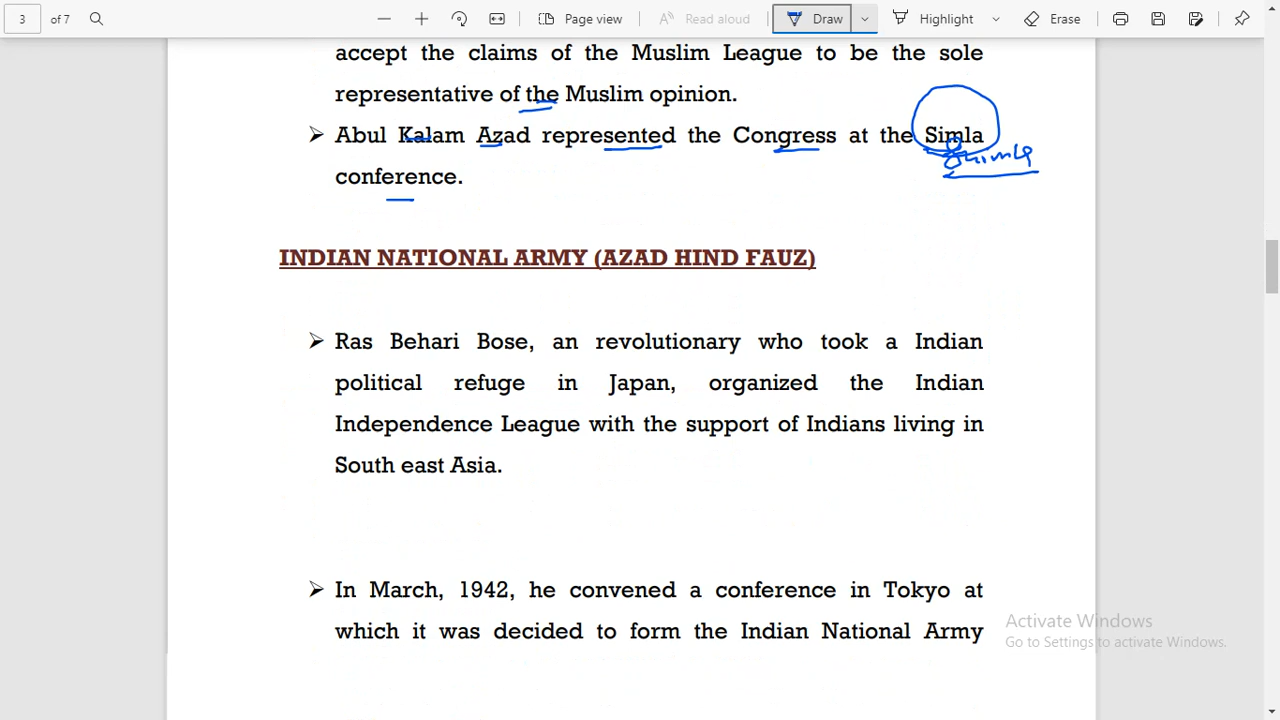 3 of 7 Page view Read aloud Draw Highlight Erase
accept the claims of the Muslim League to be the sole
representative of the Muslim opinion.
Abul Kalam Azad represented the Congress at the Simla
conference.
INDIAN NATIONAL ARMY (AZAD HIND FAUZ)
Ras Behari Bose, an revolutionary who took a Indian
political refuge in Japan, organized the Indian
Independence League with the support of Indians living in
South east Asia.
In March, 1942, he convened a conference in Tokyo at
which it was decided to form the Indian National Army
Activate Windows
Go to Settings to activate Windows.